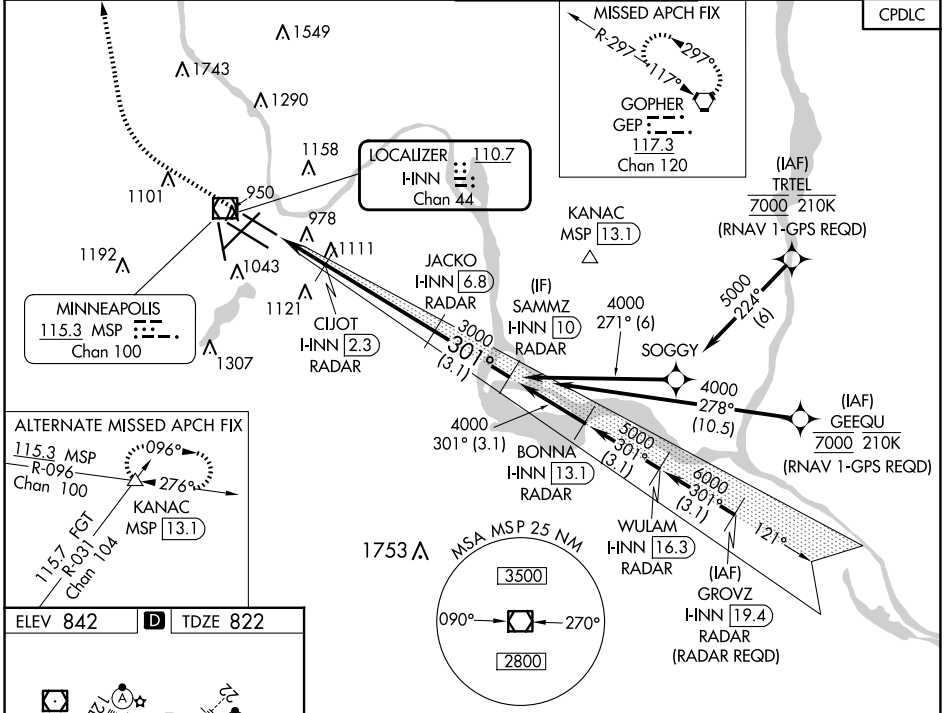 CPDLC
MISSED APCH FIX
R-297
297°
117°
GOPHER
GEP
117.3
Chan 120
1549
1743
1290
1158
1101
950
978
1111
1192
1043
1121
1307
LOCALIZER 110.7
I-INN
Chan 44
MINNEAPOLIS
115.3 MSP
Chan 100
(IAF)
TRTEL
7000 210K
(RNAV 1-GPS REQD)
5000
224°
(6)
KANAC
MSP 13.1
JACKO
I-INN 6.8
RADAR
(IF)
SAMMZ
I-INN 10
RADAR
4000
271° (6)
SOGGY
4000
278°
(10.5)
(IAF)
GEEQU
7000 210K
(RNAV 1-GPS REQD)
CIJOT
I-INN 2.3
RADAR
3000
301°
(3.1)
4000
301° (3.1)
BONNA
I-INN 13.1
RADAR
5000
301°
(3.1)
6000
301°
(3.1)
121°
WULAM
I-INN 16.3
RADAR
(IAF)
GROVZ
I-INN 19.4
RADAR
(RADAR REQD)
ALTERNATE MISSED APCH FIX
115.3 MSP
R-096
Chan 100
096°
276°
KANAC
MSP 13.1
115.7 FGT
R-031
Chan 104
1753
MSA MSP 25 NM
3500
090°
270°
2800
ELEV 842
D
TDZE 822
A
22